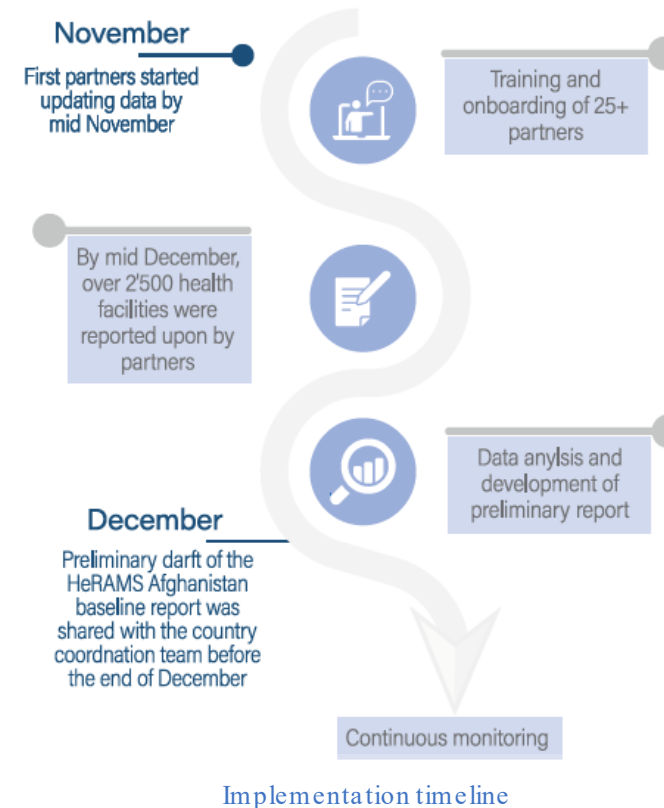 November
First partners started
updating data by
mid November
Training and
onboarding of 25+
partners
By mid December,
over 2'500 health
facilities were
reported upon by
partners
Data anylsis and
development of
preliminary report
December
Preliminary darft of the
HeRAMS Afghanistan
baseline report was
shared with the country
coordnation team before
the end of December
Continuous monitoring
Implementation timeline